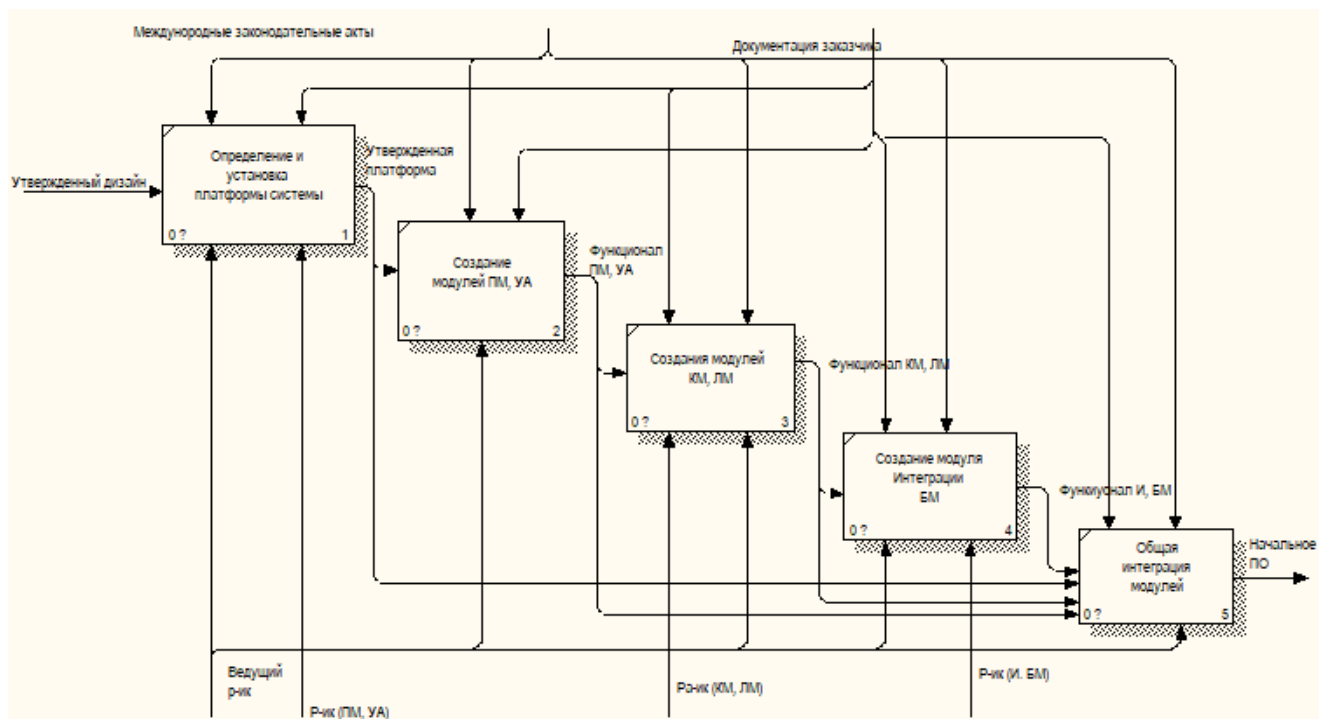 Международные законодательные акты
Документация заказчика
Определение и
установка
платформы системы
0 ?
1
Утвержденный дизайн
Утвержденная
платформа
Создание
модулей ПМ, УА
0 ?
2
Функционал
ПМ, УА
Создания модулей
КМ, ЛМ
0 ?
3
Функционал КМ, ЛМ
Создание модуля
Интеграции
БМ
0 ?
4
Функиуонал И, БМ
Общая
интеграция
модулей
0 ?
5
Начальное
ПО
Ведущий
р-ик
Р-ик (ПМ, УА)
Рэ-ик (КМ, ЛМ)
Р-ик (И. БМ)